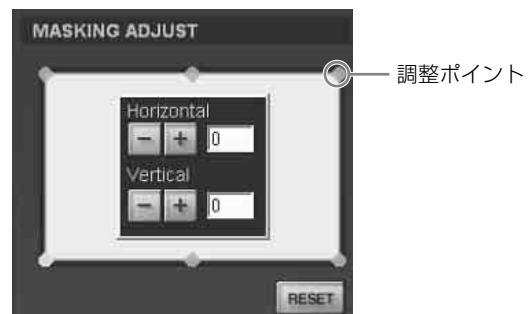 MASKING ADJUST
調整ポイント
Horizontal
− + 0
Vertical
− + 0
RESET